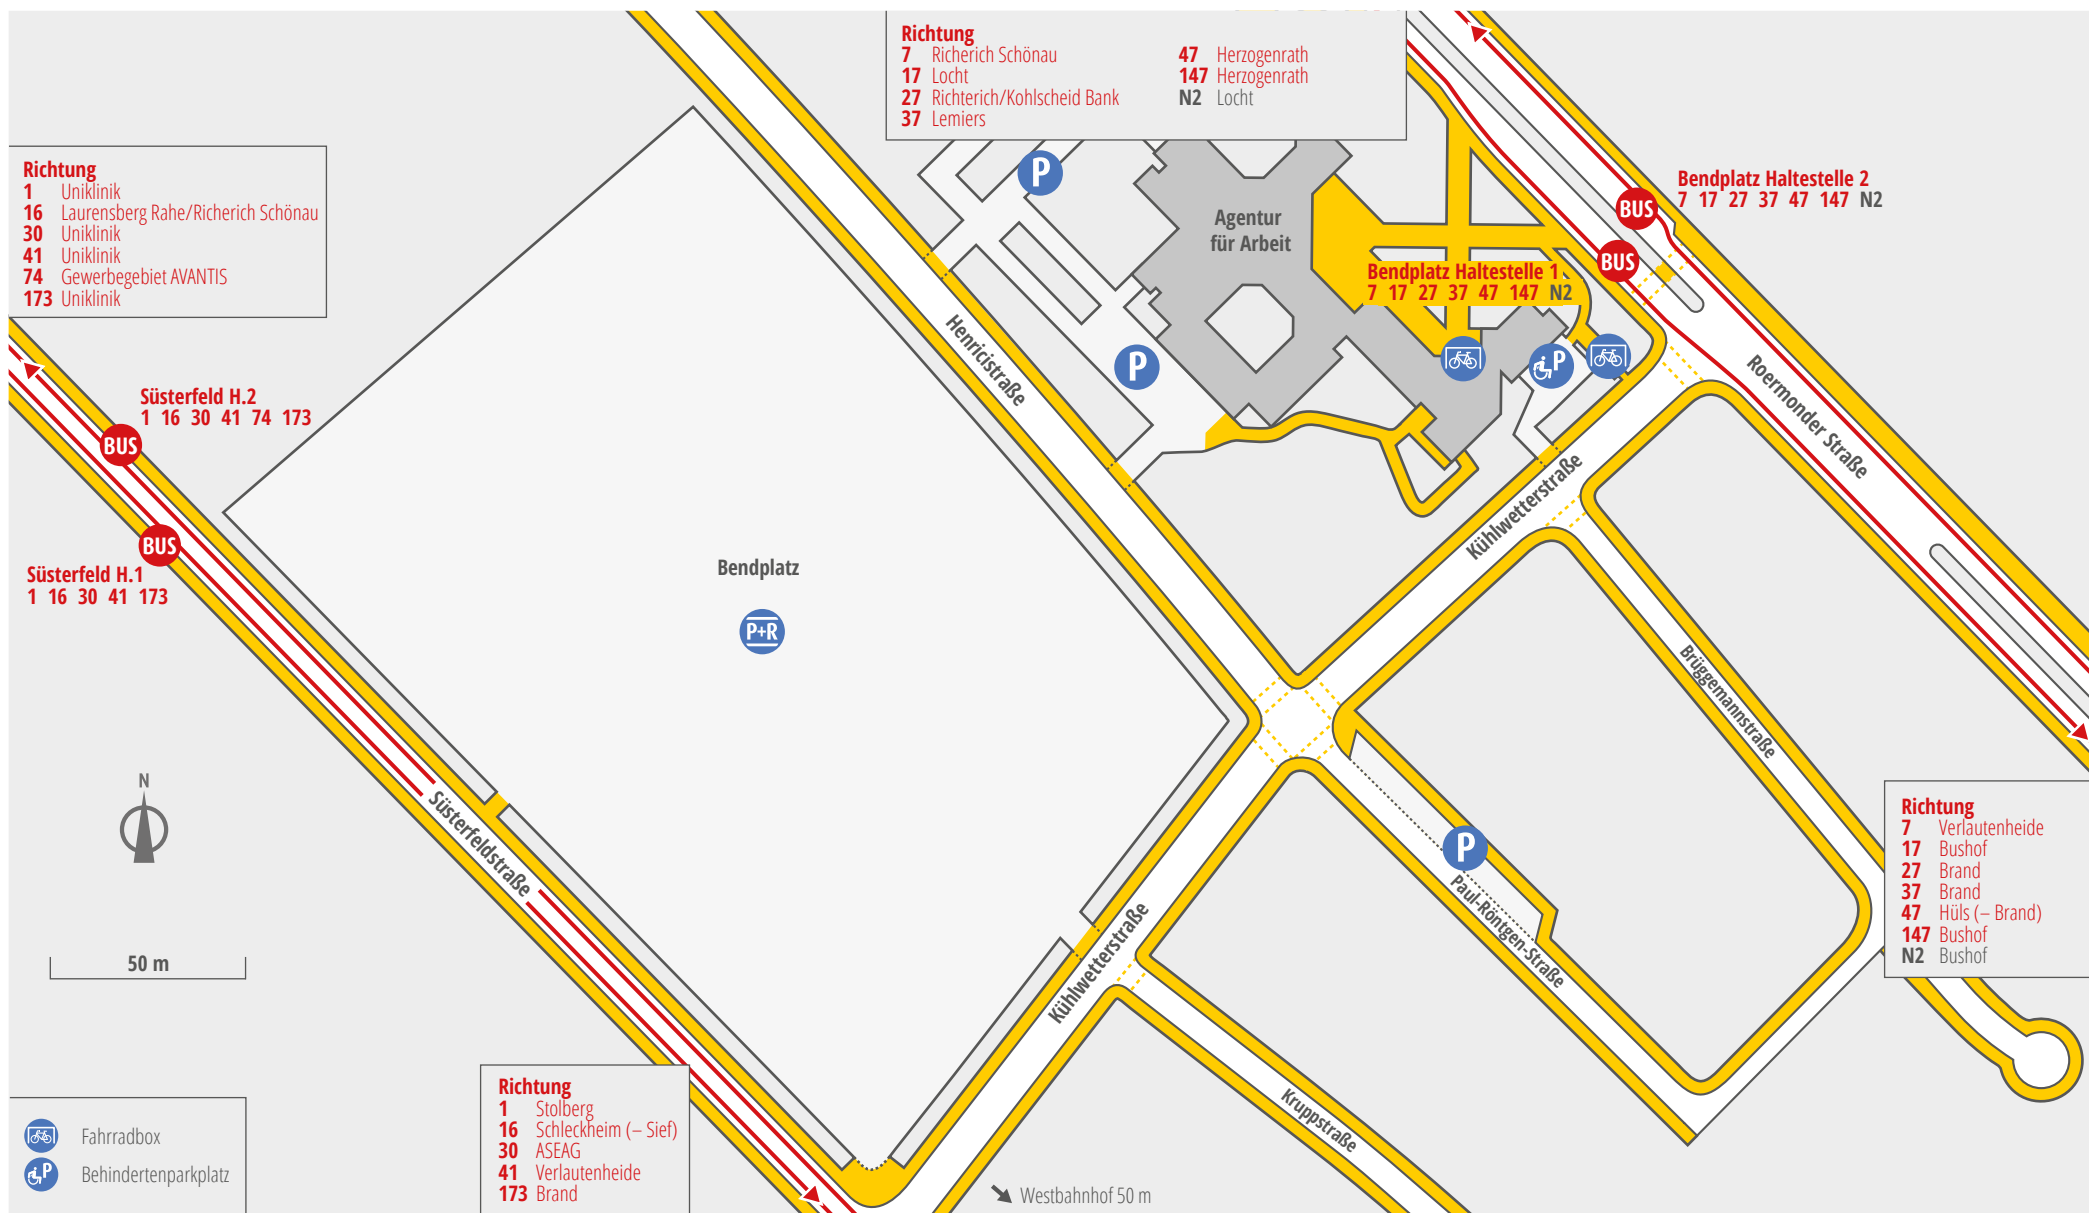 Richtung
7 Richerich Schönau
17 Locht
27 Richterich/Kohlscheid Bank
37 Lemiers
47 Herzogenrath
147 Herzogenrath
N2 Locht
Richtung
1 Uniklinik
16 Laurensberg Rahe/Richerich Schönau
30 Uniklinik
41 Uniklinik
74 Gewerbegebiet AVANTIS
173 Uniklinik
P
Agentur
für Arbeit
BUS
Bendplatz Haltestelle 2
7 17 27 37 47 147 N2
BUS
Bendplatz Haltestelle 1
7 17 27 37 47 147 N2
Henricistraße
P
P
Roermonder Straße
Süsterfeld H.2
1 16 30 41 74 173
BUS
BUS
Süsterfeld H.1
1 16 30 41 173
Kühlwetterstraße
Bendplatz
P+R
Brüggemannstraße
N
Süsterfeldstraße
P
Paul-Röntgen-Straße
Richtung
7 Verlautenheide
17 Bushof
27 Brand
37 Brand
47 Hüls (– Brand)
147 Bushof
N2 Bushof
50 m
Kühlwetterstraße
Richtung
1 Stolberg
16 Schleckheim (– Sief)
30 ASEAG
41 Verlautenheide
173 Brand
Kruppstraße
Fahrradbox
P
Behindertenparkplatz
Westbahnhof 50 m